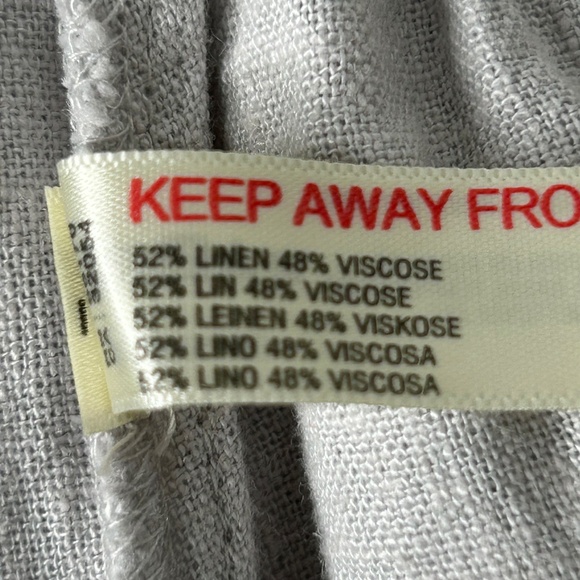 KEEP AWAY FRO
52% LINEN 48% VISCOSE
52% LIN 48% VISCOSE
52% LEINEN 48% VISKOSE
52% LINO 48% VISCOSA
52% LINO 48% VISCOSA